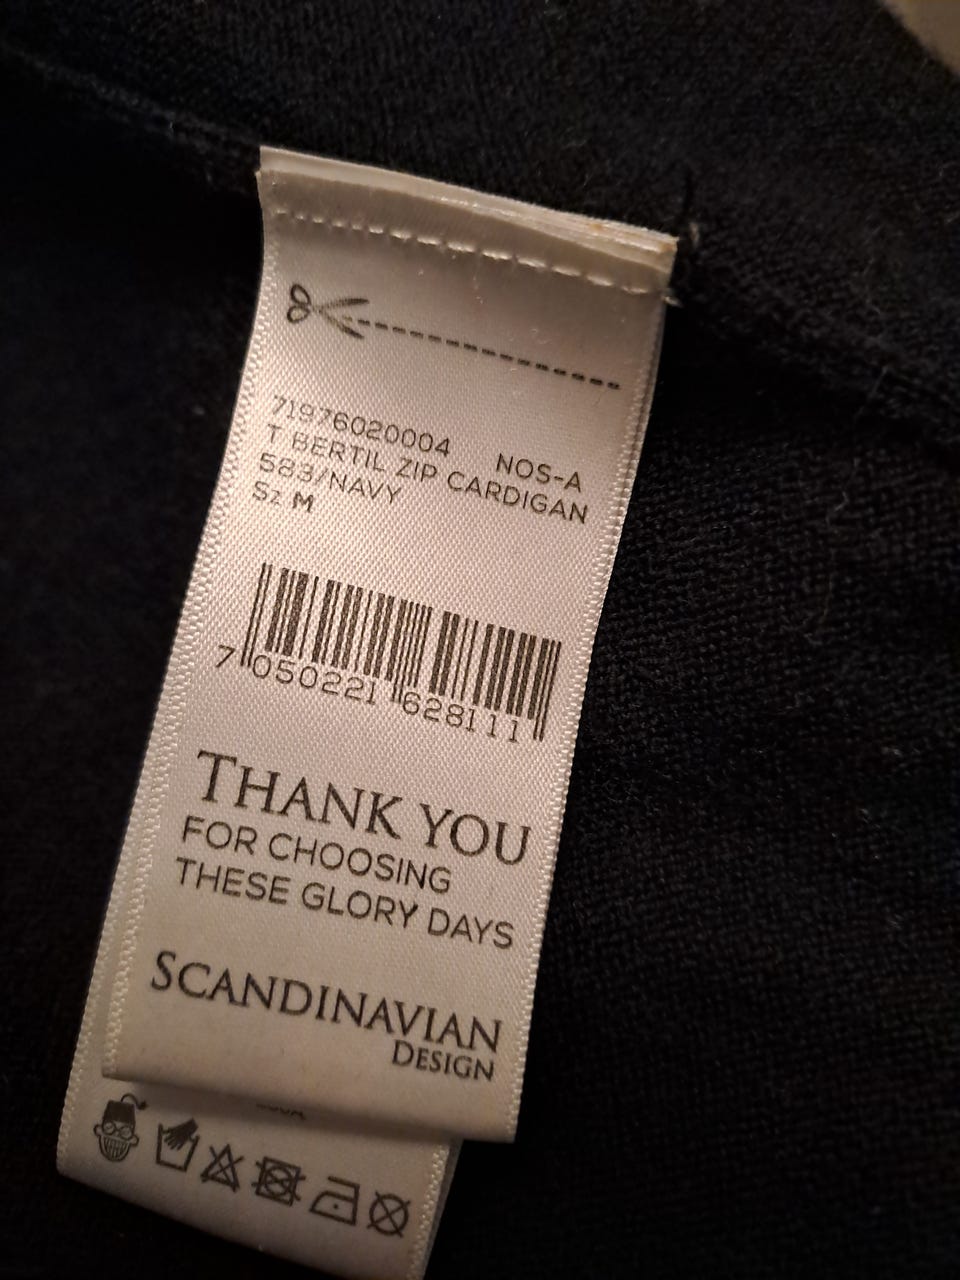 71976020004 NOS-A
T BERTIL ZIP CARDIGAN
583/NAVY
Sz M
7 050221 628111
THANK YOU
FOR CHOOSING
THESE GLORY DAYS
SCANDINAVIAN
DESIGN